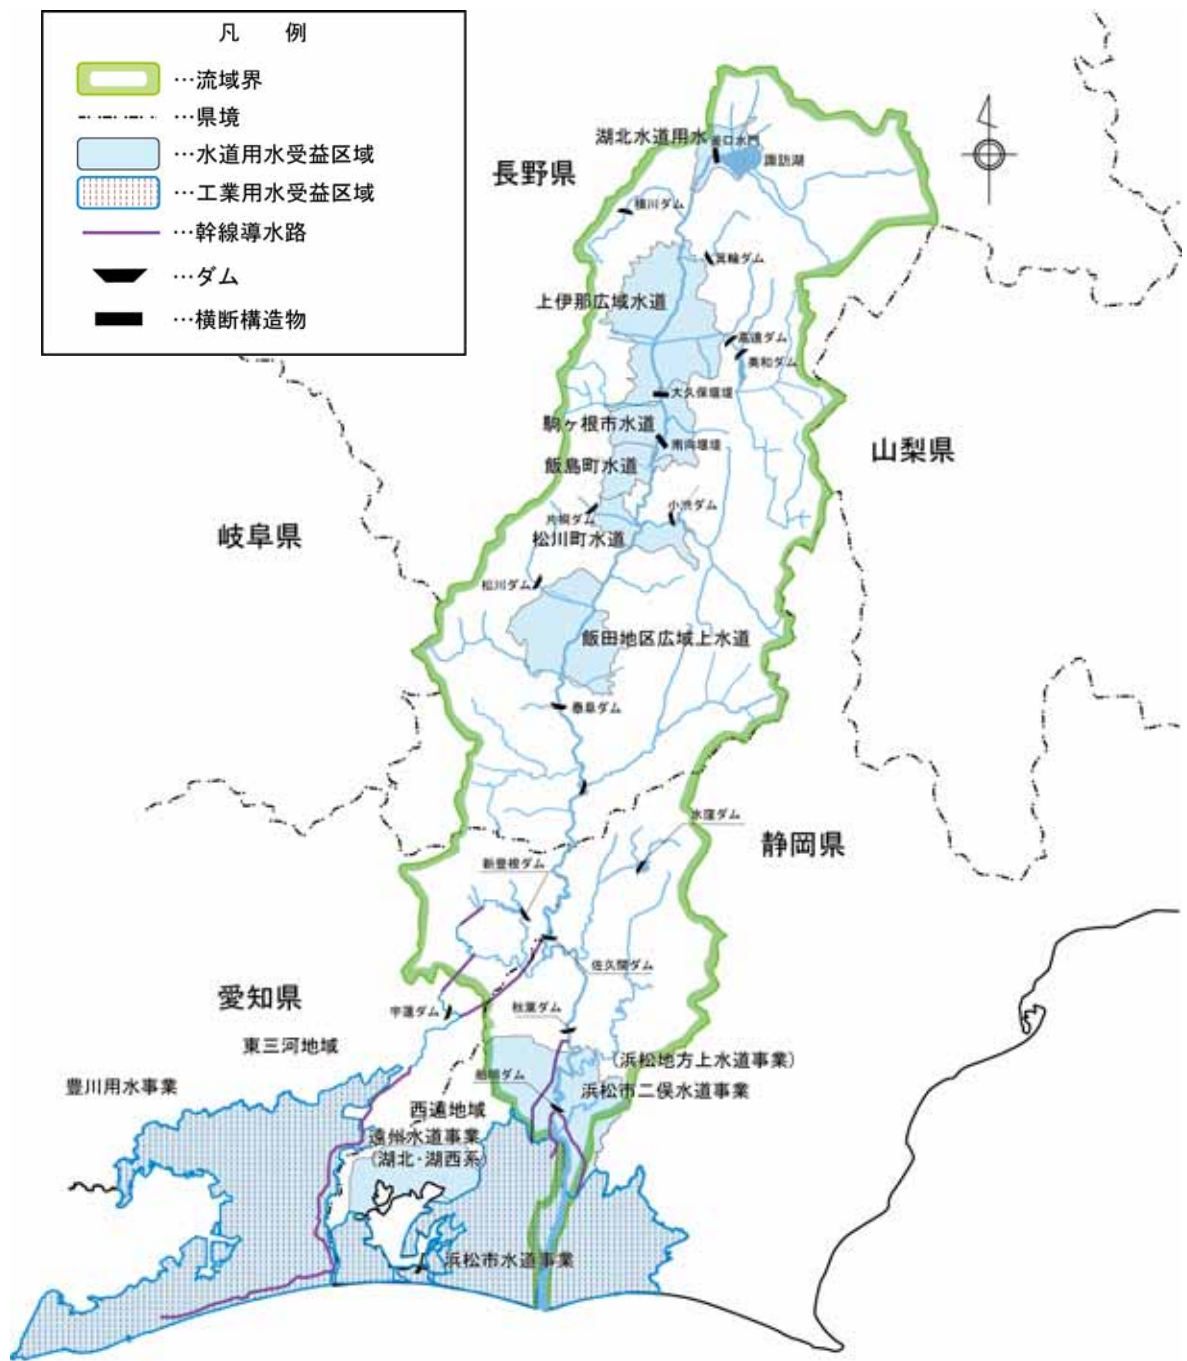 凡 例
…流域界
…県境
…水道用水受益区域
…工業用水受益区域
…幹線導水路
…ダム
…横断構造物
湖北水道用水
釜口水門
諏訪湖
長野県
横川ダム
箕輪ダム
上伊那広域水道
高遠ダム
美和ダム
大久保堰堤
駒ヶ根市水道
南向堰堤
山梨県
飯島町水道
小渋ダム
片桐ダム
岐阜県
松川町水道
松川ダム
飯田地区広域上水道
泰阜ダム
水窪ダム
静岡県
新豊根ダム
佐久間ダム
愛知県
宇連ダム
秋葉ダム
東三河地域
(浜松地方上水道事業)
船明ダム
豊川用水事業
浜松市二俣水道事業
西遠地域
遠州水道事業
(湖北・湖西系)
浜松市水道事業